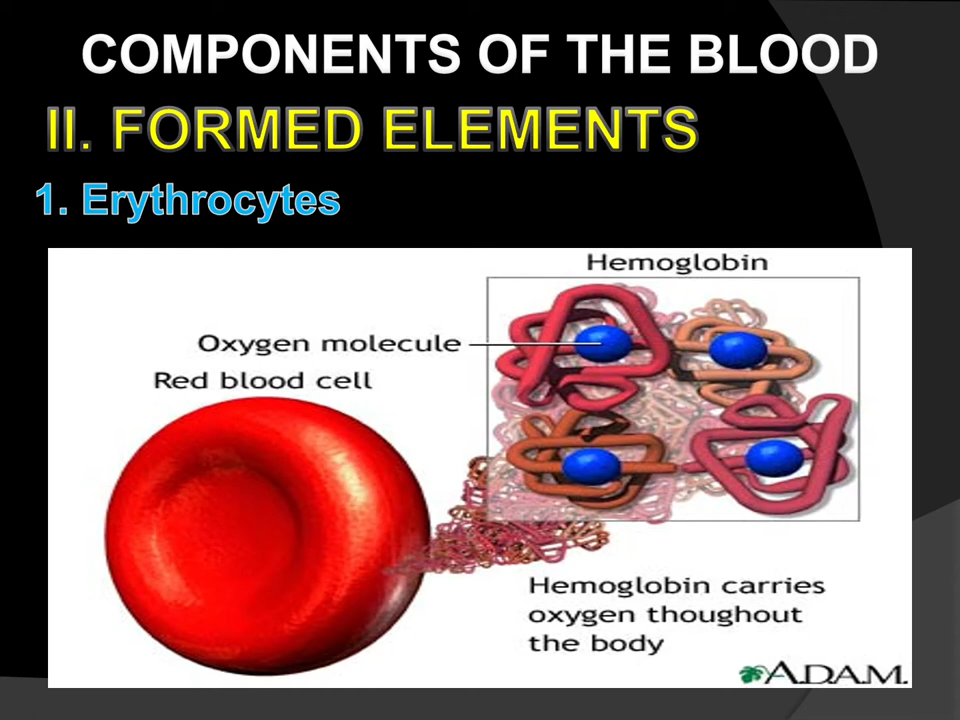 COMPONENTS OF THE BLOOD
II. FORMED ELEMENTS
1. Erythrocytes
Hemoglobin
Oxygen molecule
Red blood cell
Hemoglobin carries
oxygen thoughout
the body
A.D.A.M.